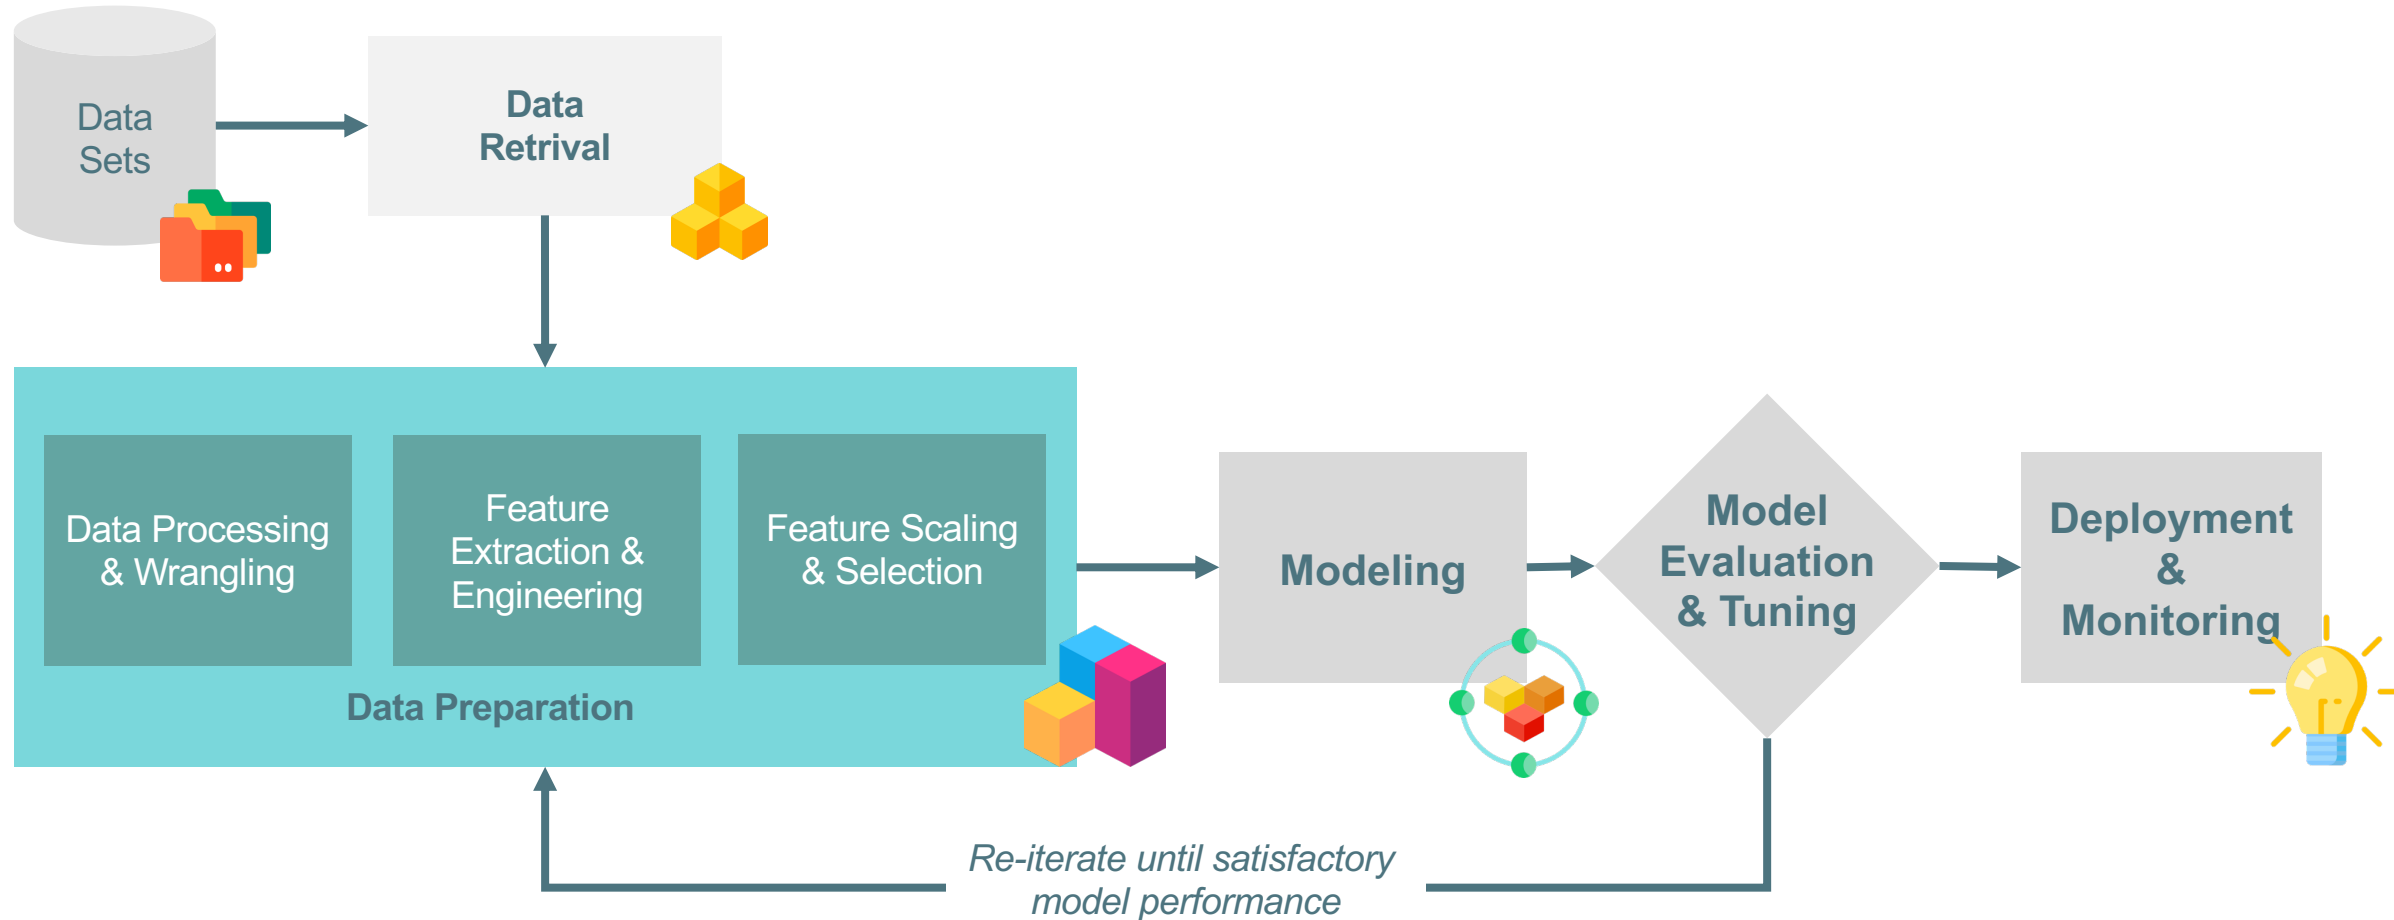 Data
Sets
Data
Retrival
Data Processing
& Wrangling
Feature
Extraction &
Engineering
Feature Scaling
& Selection
Data Preparation
Modeling
Model
Evaluation
& Tuning
Deployment
&
Monitoring
Re-iterate until satisfactory
model performance